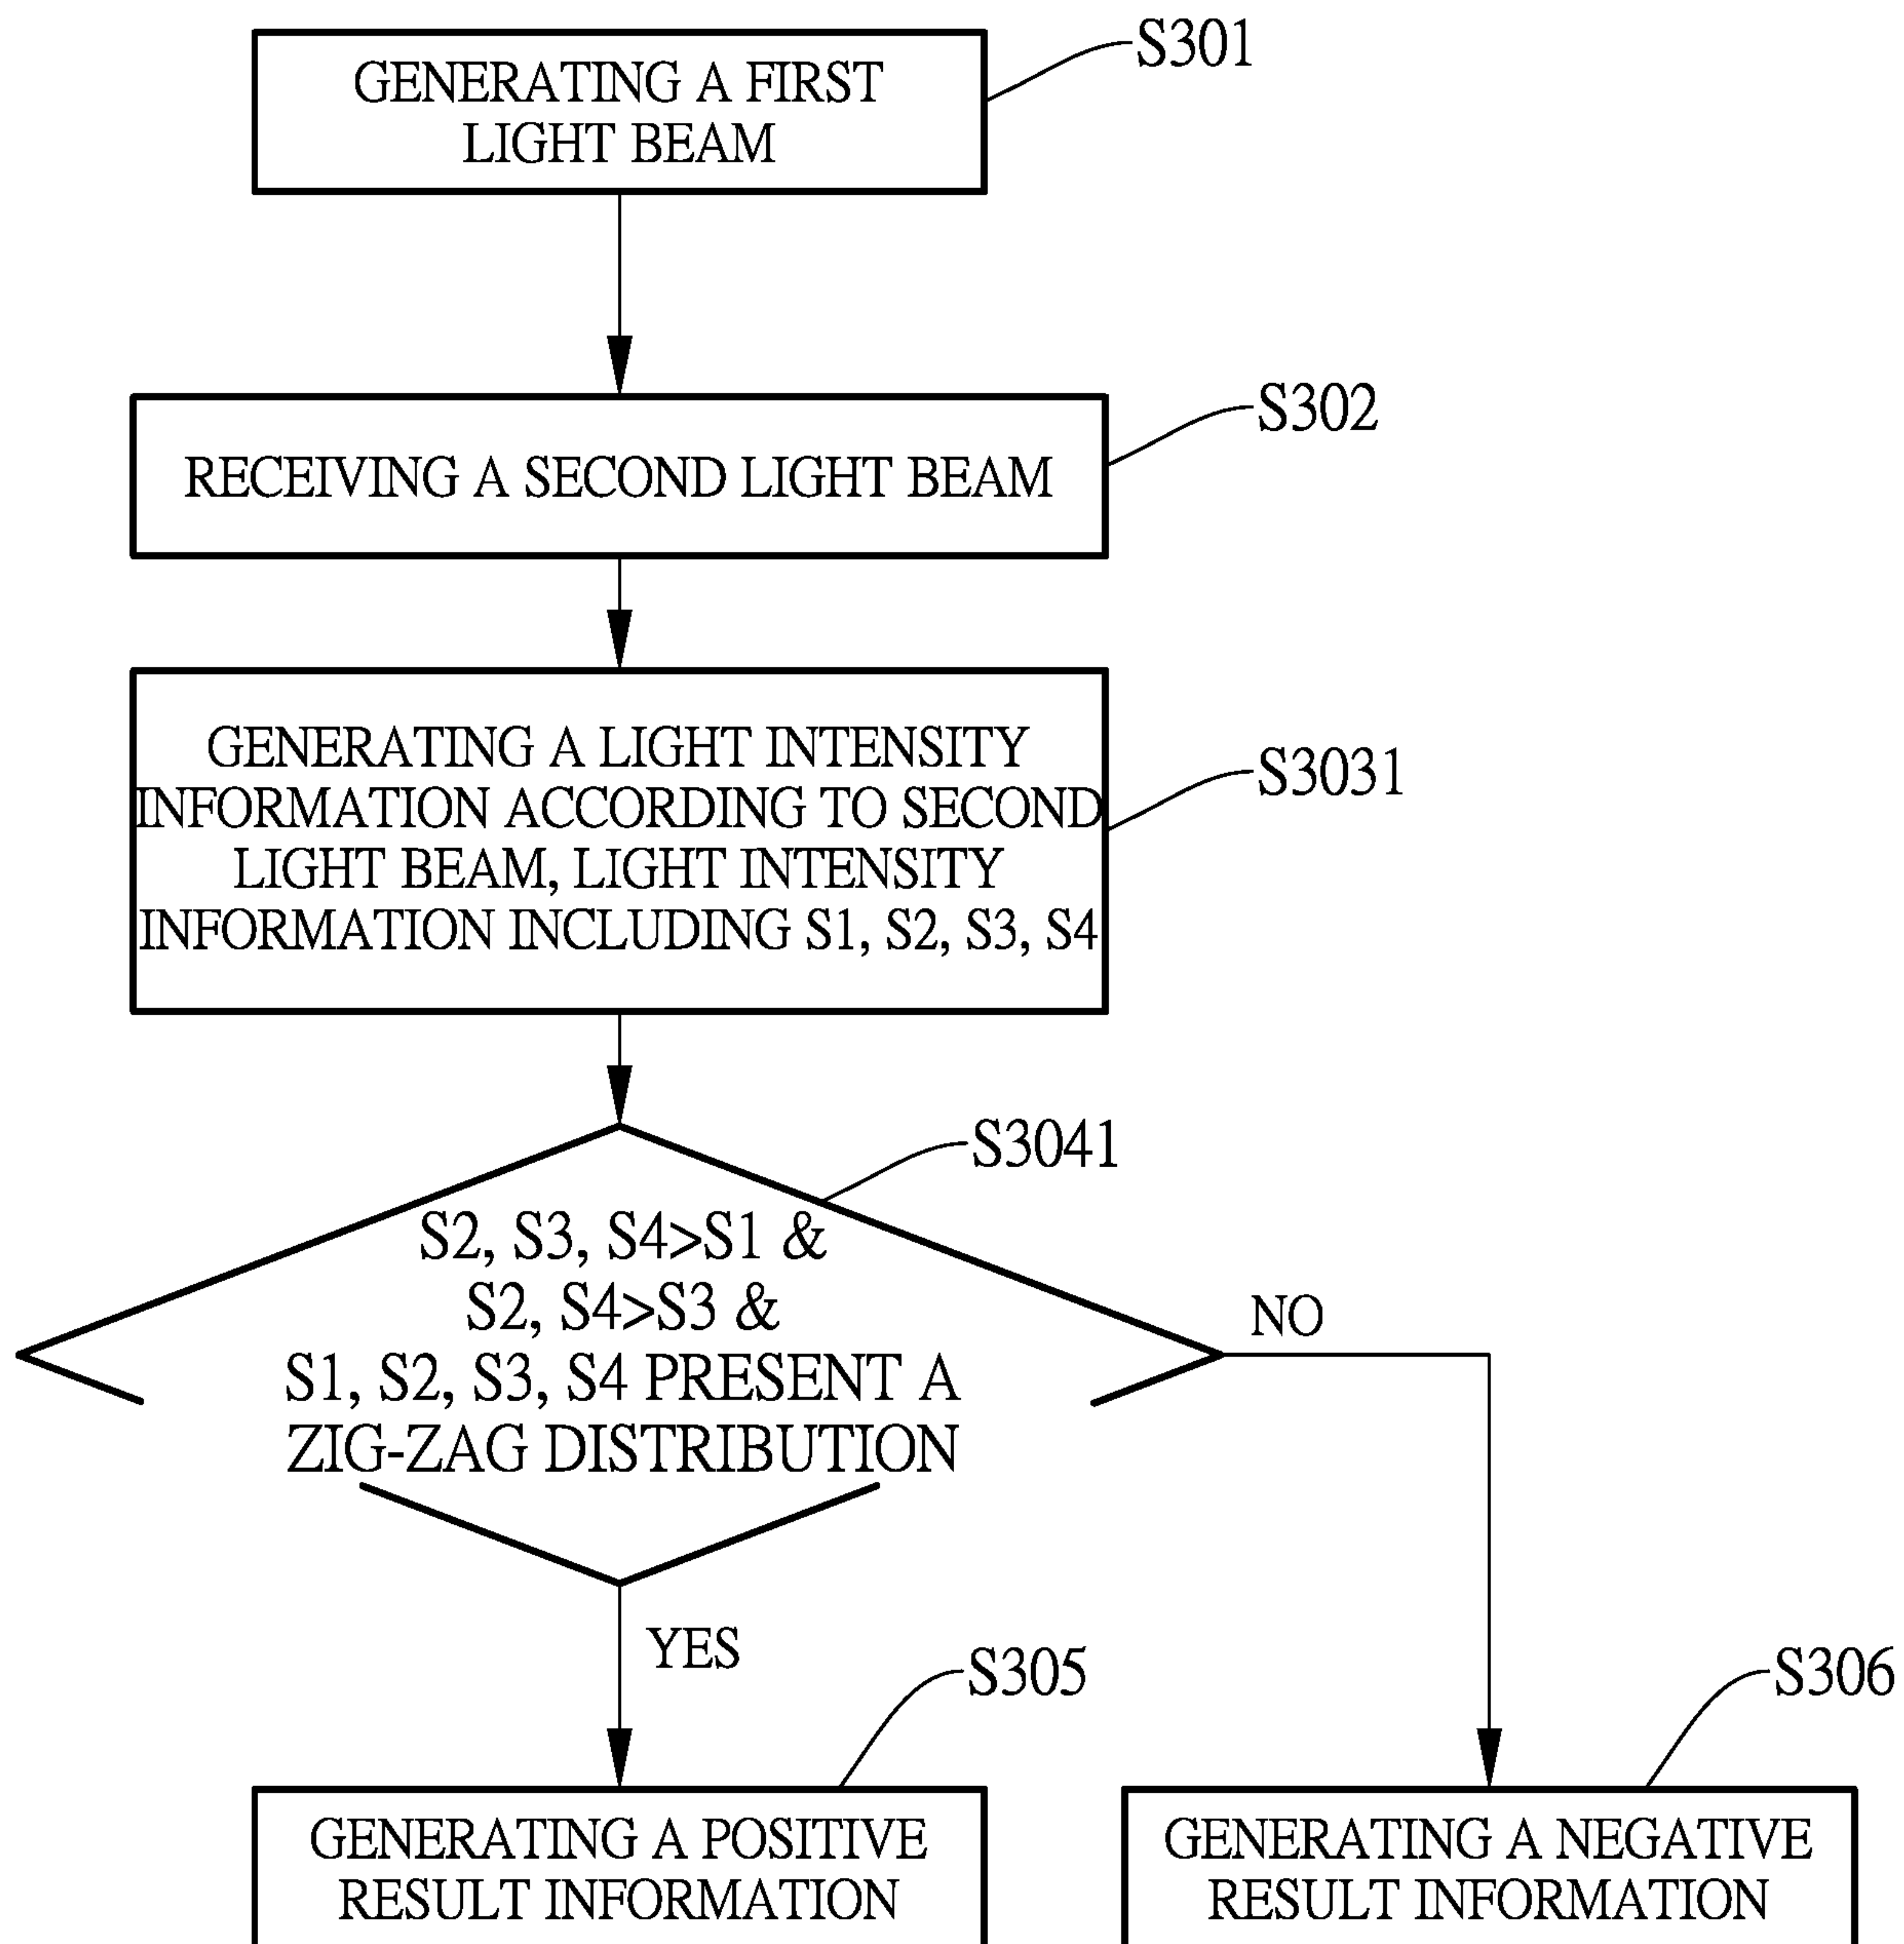 GENERATING A FIRST
LIGHT BEAM
S301
RECEIVING A SECOND LIGHT BEAM
S302
GENERATING A LIGHT INTENSITY
INFORMATION ACCORDING TO SECOND
LIGHT BEAM, LIGHT INTENSITY
INFORMATION INCLUDING S1, S2, S3, S4
S3031
S3041
S2, S3, S4>S1 &
S2, S4>S3 &
S1, S2, S3, S4 PRESENT A
ZIG-ZAG DISTRIBUTION
NO
YES
S305
GENERATING A POSITIVE
RESULT INFORMATION
S306
GENERATING A NEGATIVE
RESULT INFORMATION